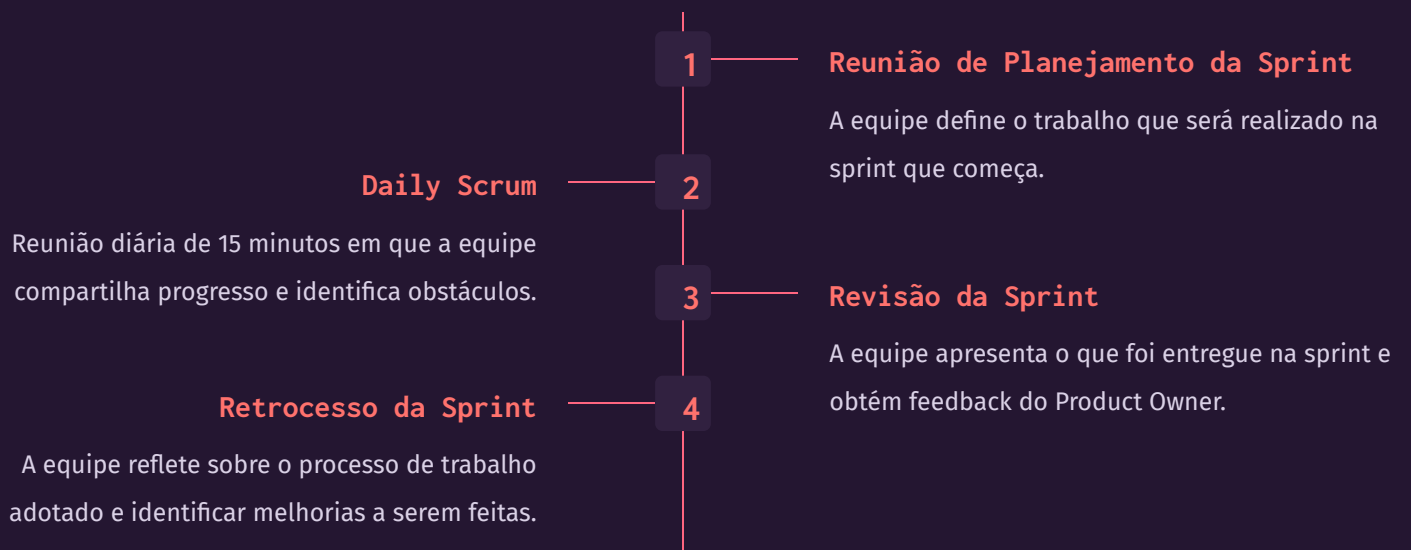 1
Reunião de Planejamento da Sprint
A equipe define o trabalho que será realizado na
sprint que começa.
2
Daily Scrum
Reunião diária de 15 minutos em que a equipe
compartilha progresso e identifica obstáculos.
3
Revisão da Sprint
A equipe apresenta o que foi entregue na sprint e
obtém feedback do Product Owner.
4
Retrocesso da Sprint
A equipe reflete sobre o processo de trabalho
adotado e identificar melhorias a serem feitas.